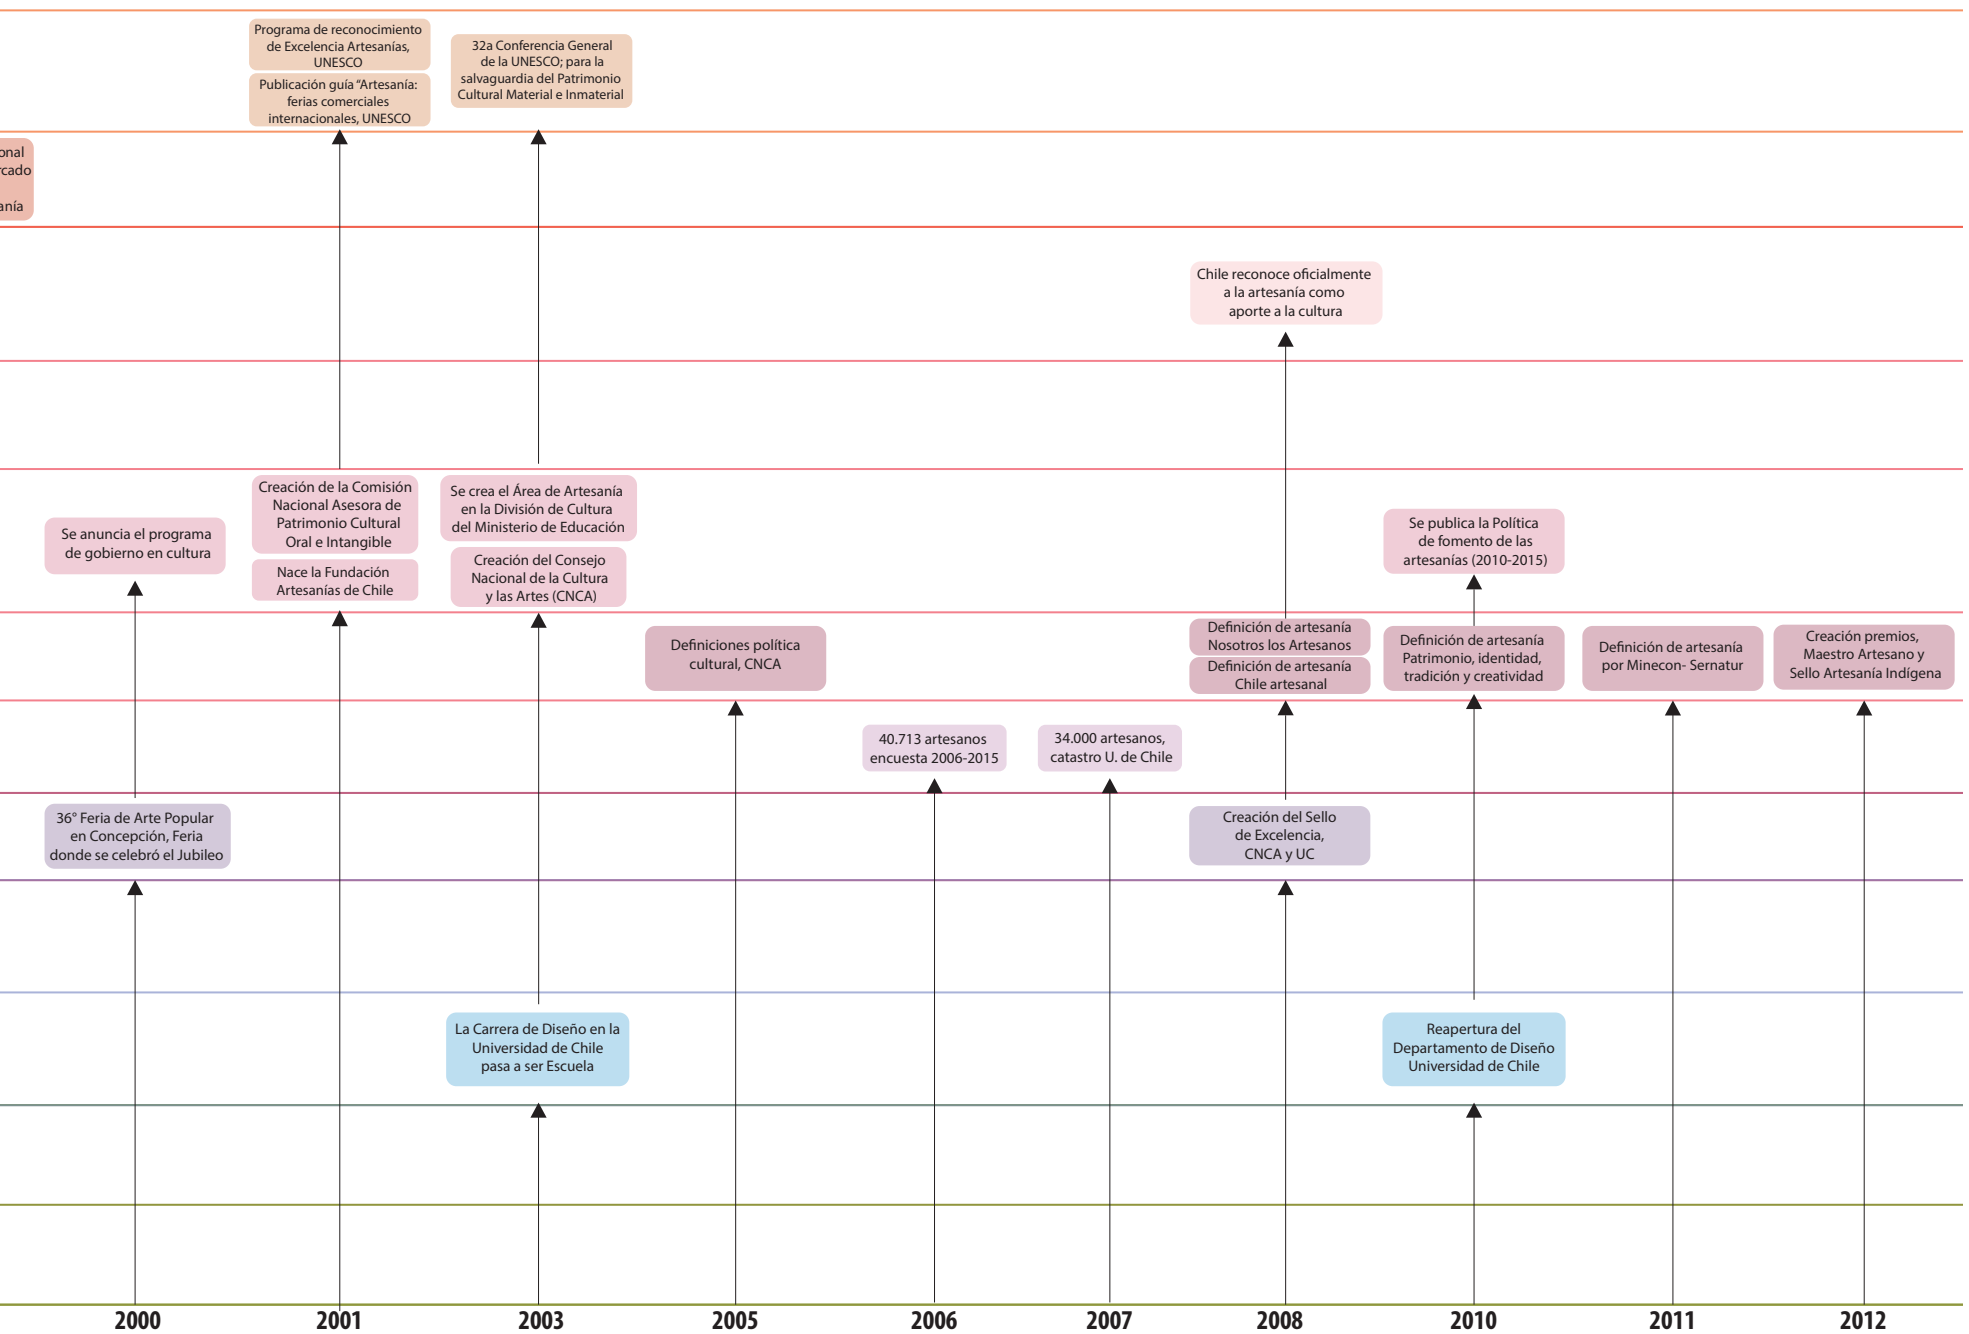 Programa de reconocimiento
de Excelencia Artesanías,
UNESCO
Publicación guía “Artesanía:
ferias comerciales
internacionales, UNESCO
32a Conferencia General
de la UNESCO; para la
salvaguardia del Patrimonio
Cultural Material e Inmaterial
onal
rcado
anía
Chile reconoce oficialmente
a la artesanía como
aporte a la cultura
Se anuncia el programa
de gobierno en cultura
Creación de la Comisión
Nacional Asesora de
Patrimonio Cultural
Oral e Intangible
Nace la Fundación
Artesanías de Chile
Se crea el Área de Artesanía
en la División de Cultura
del Ministerio de Educación
Creación del Consejo
Nacional de la Cultura
y las Artes (CNCA)
Se publica la Política
de fomento de las
artesanías (2010-2015)
Definiciones política
cultural, CNCA
Definición de artesanía
Nosotros los Artesanos
Definición de artesanía
Chile artesanal
Definición de artesanía
Patrimonio, identidad,
tradición y creatividad
Definición de artesanía
por Minecon- Sernatur
Creación premios,
Maestro Artesano y
Sello Artesanía Indígena
40.713 artesanos
encuesta 2006-2015
34.000 artesanos,
catastro U. de Chile
36° Feria de Arte Popular
en Concepción, Feria
donde se celebró el Jubileo
Creación del Sello
de Excelencia,
CNCA y UC
La Carrera de Diseño en la
Universidad de Chile
pasa a ser Escuela
Reapertura del
Departamento de Diseño
Universidad de Chile
2000 2001 2003 2005 2006 2007 2008 2010 2011 2012